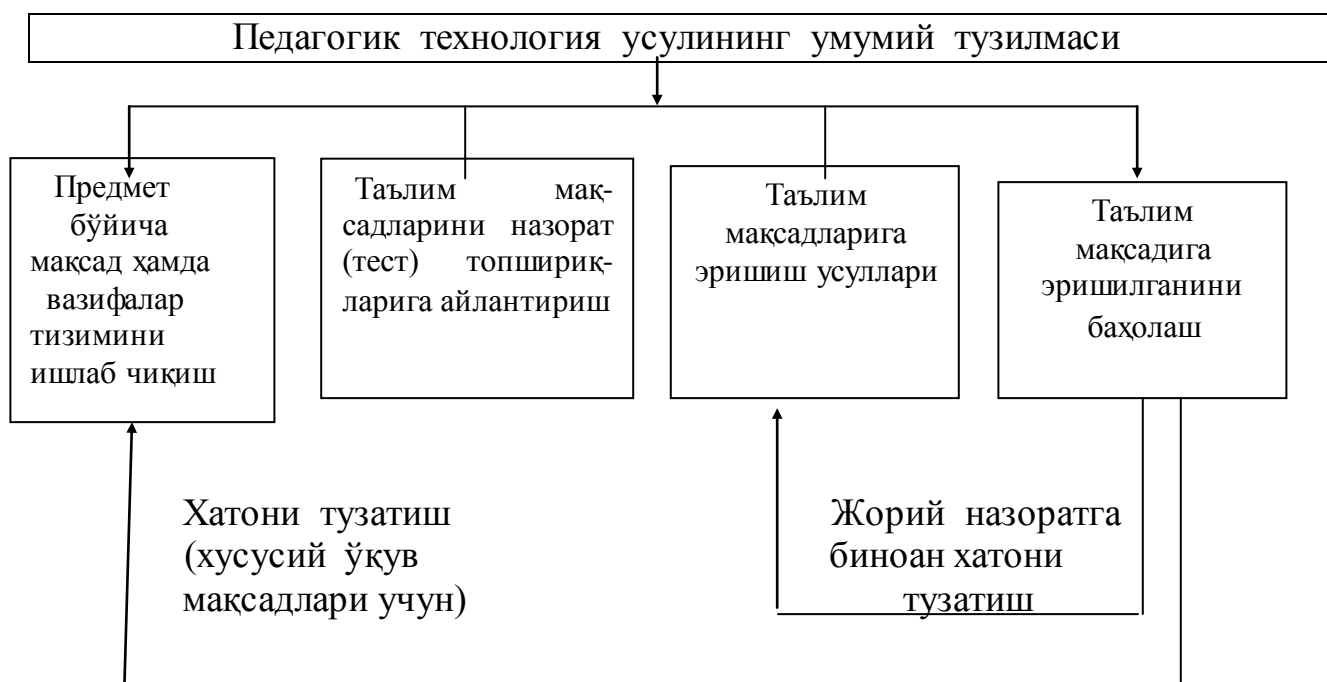 Педагогик технология усулининг умумий тузилмаси
Предмет
бўйича
мақсад ҳамда
вазифалар
тизимини
ишлаб чиқиш
Таълим мақ-
садларини назорат
(тест) топшириқ-
ларига айлантириш
Таълим
мақсадларига
эришиш усуллари
Таълим
мақсадига
эришилганини
баҳолаш
Хатони тузатиш
(хусусий ўқув
мақсадлари учун)
Жорий назоратга
биноан хатони
тузатиш